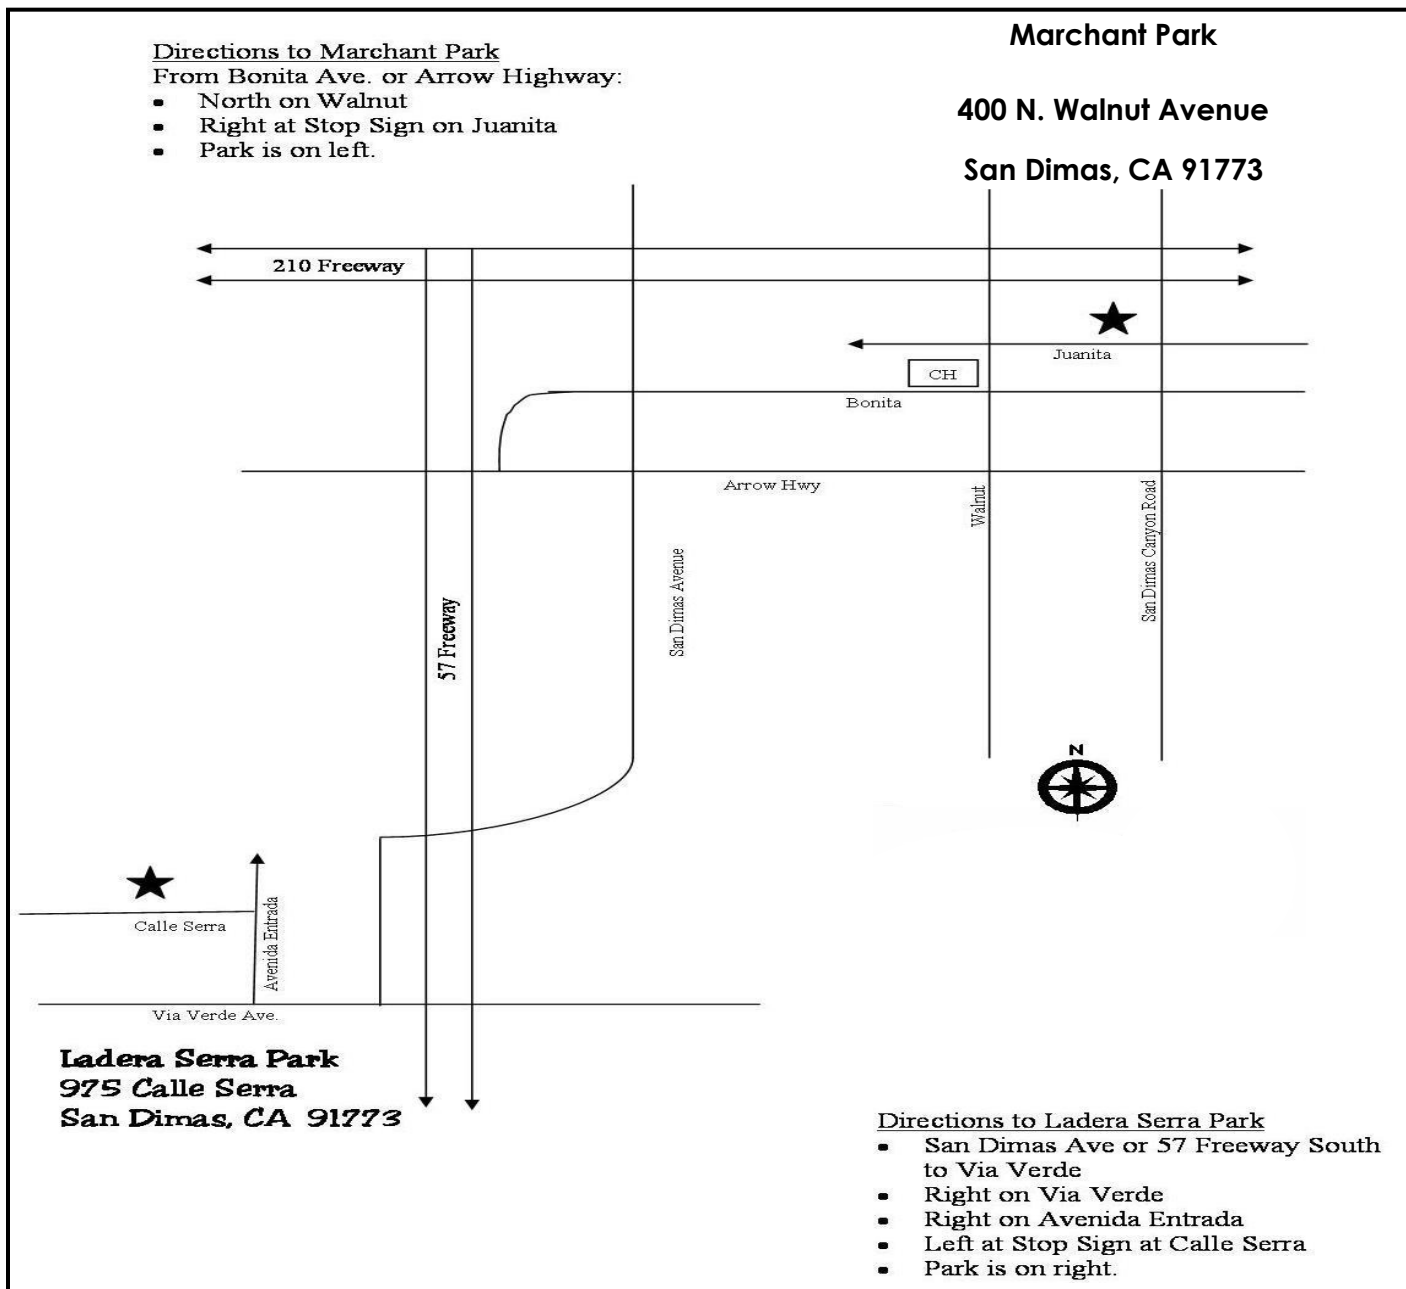 Marchant Park
400 N. Walnut Avenue
San Dimas, CA 91773
Directions to Marchant Park
From Bonita Ave. or Arrow Highway:
• North on Walnut
• Right at Stop Sign on Juanita
• Park is on left.
210 Freeway
Juanita
CH
Bonita
Arrow Hwy
Walnut
San Dimas Canyon Road
San Dimas Avenue
57 Freeway
N
Calle Serra
Avenida Entrada
Via Verde Ave.
Ladera Serra Park
975 Calle Serra
San Dimas, CA 91773
Directions to Ladera Serra Park
• San Dimas Ave or 57 Freeway South
to Via Verde
• Right on Via Verde
• Right on Avenida Entrada
• Left at Stop Sign at Calle Serra
• Park is on right.